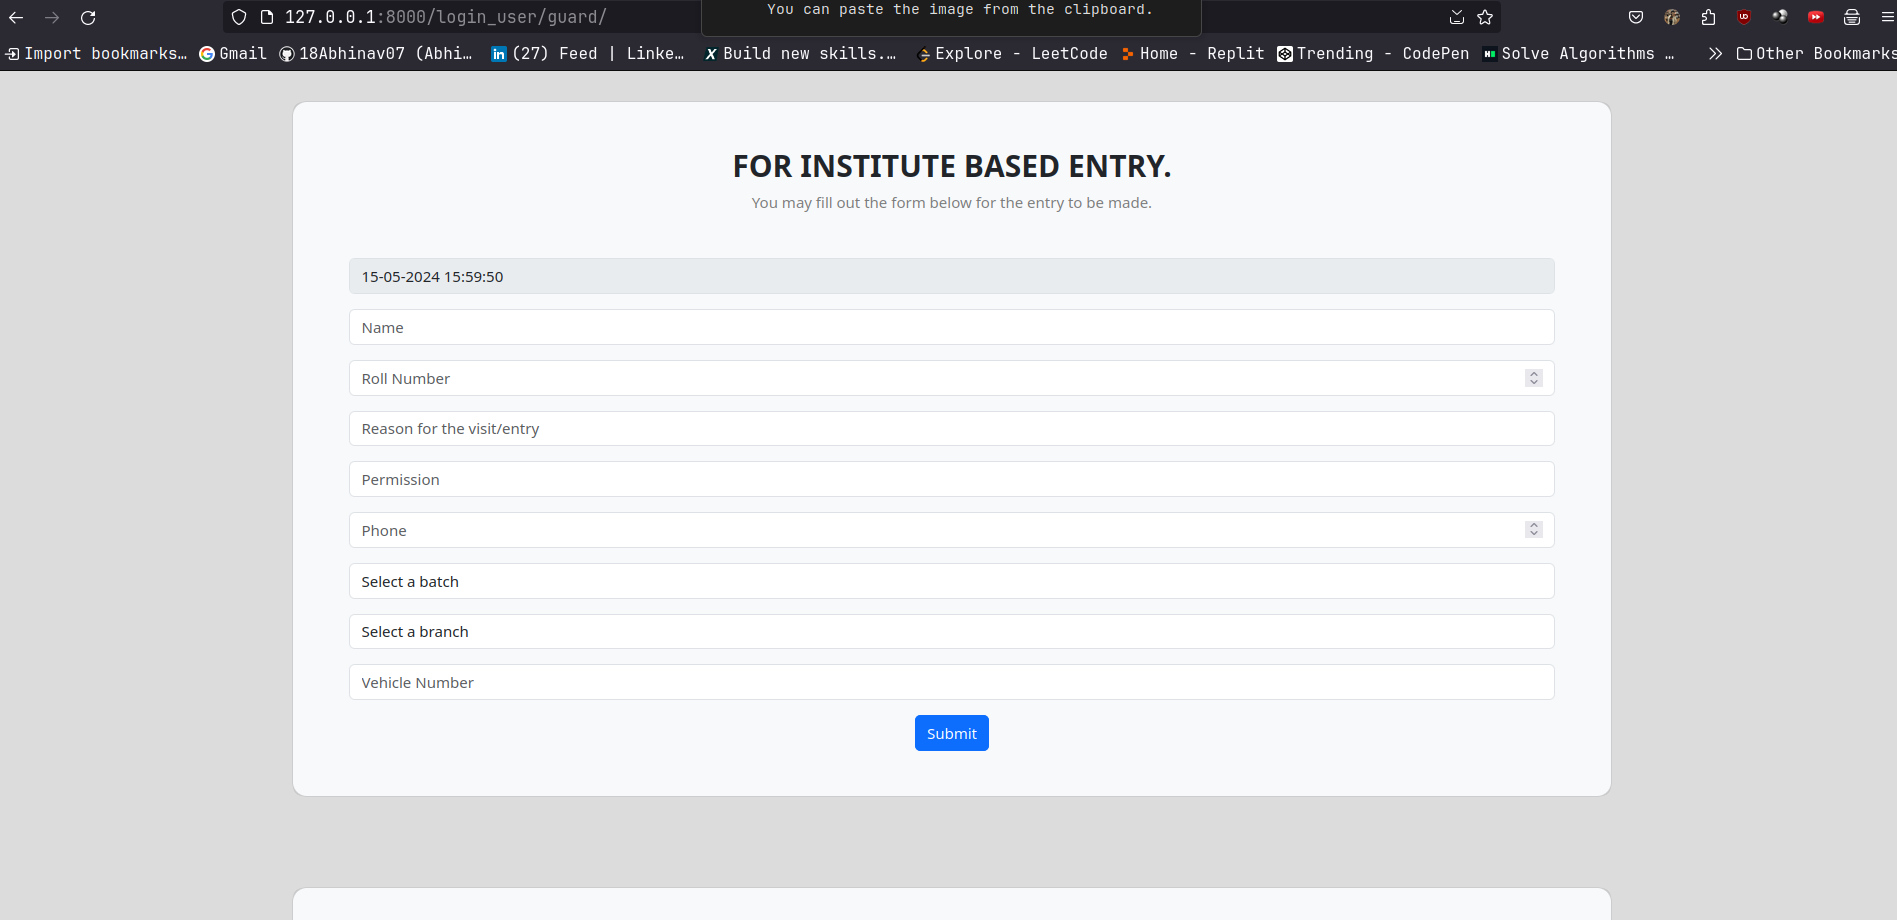 127.0.0.1:8000/login_user/guard/
You can paste the image from the clipboard.
Import bookmarks… Gmail 18Abhinav07 (Abhi… (27) Feed | Linke… Build new skills.… Explore - LeetCode Home - Replit Trending - CodePen Solve Algorithms … Other Bookmarks
FOR INSTITUTE BASED ENTRY.
You may fill out the form below for the entry to be made.
15-05-2024 15:59:50
Name
Roll Number
Reason for the visit/entry
Permission
Phone
Select a batch
Select a branch
Vehicle Number
Submit